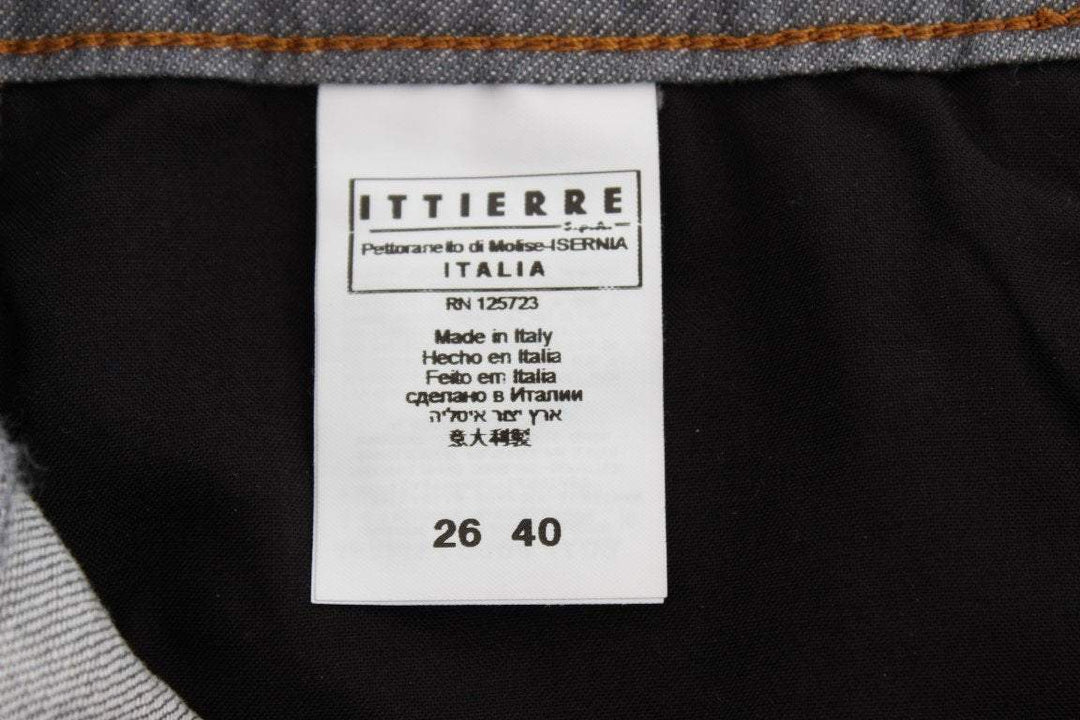 ITTIERRE
S.p.A.
Pettoranello di Molise-ISERNIA
ITALIA
RN 125723
Made in Italy
Hecho en Italia
Feito em Italia
сделано в Италии
ארץ יצור איטליה
意大利製
26 40